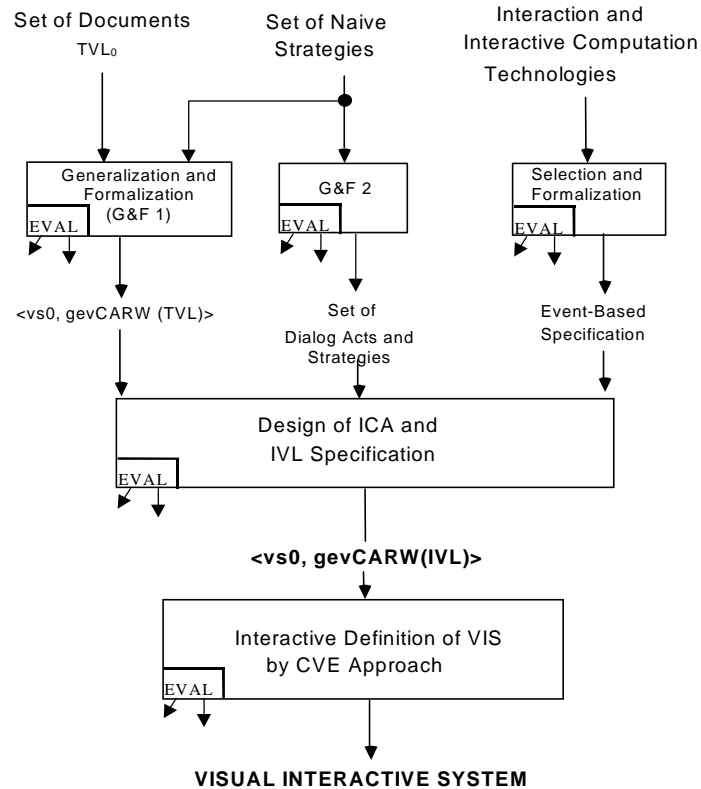 Set of Documents
TVL₀
Set of Naive
Strategies
Interaction and
Interactive Computation
Technologies
Generalization and
Formalization
(G&F 1)
EVAL
G&F 2
EVAL
Selection and
Formalization
EVAL
<vs0, gevCARW (TVL)>
Set of
Dialog Acts and
Strategies
Event-Based
Specification
Design of ICA and
IVL Specification
EVAL
<vs0, gevCARW(IVL)>
Interactive Definition of VIS
by CVE Approach
EVAL
VISUAL INTERACTIVE SYSTEM